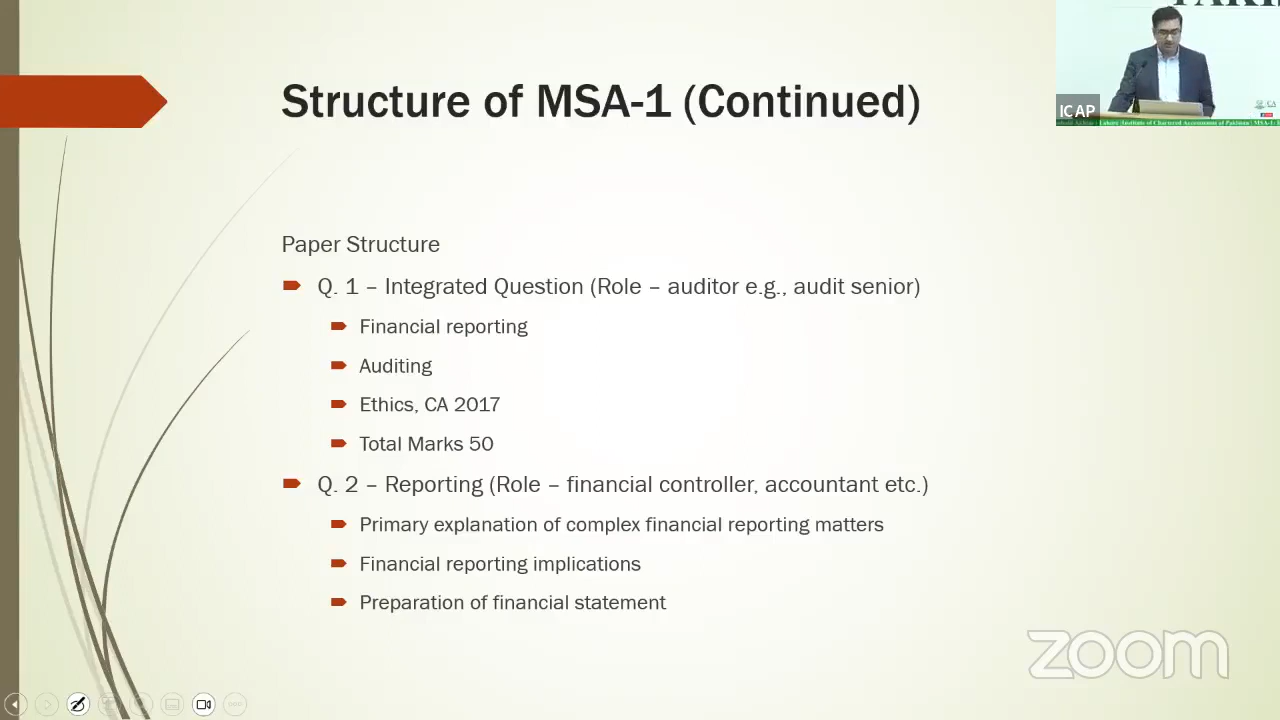 Structure of MSA-1 (Continued)
ICAP
Paper Structure
Q. 1 – Integrated Question (Role – auditor e.g., audit senior)
Financial reporting
Auditing
Ethics, CA 2017
Total Marks 50
Q. 2 – Reporting (Role – financial controller, accountant etc.)
Primary explanation of complex financial reporting matters
Financial reporting implications
Preparation of financial statement
zoom